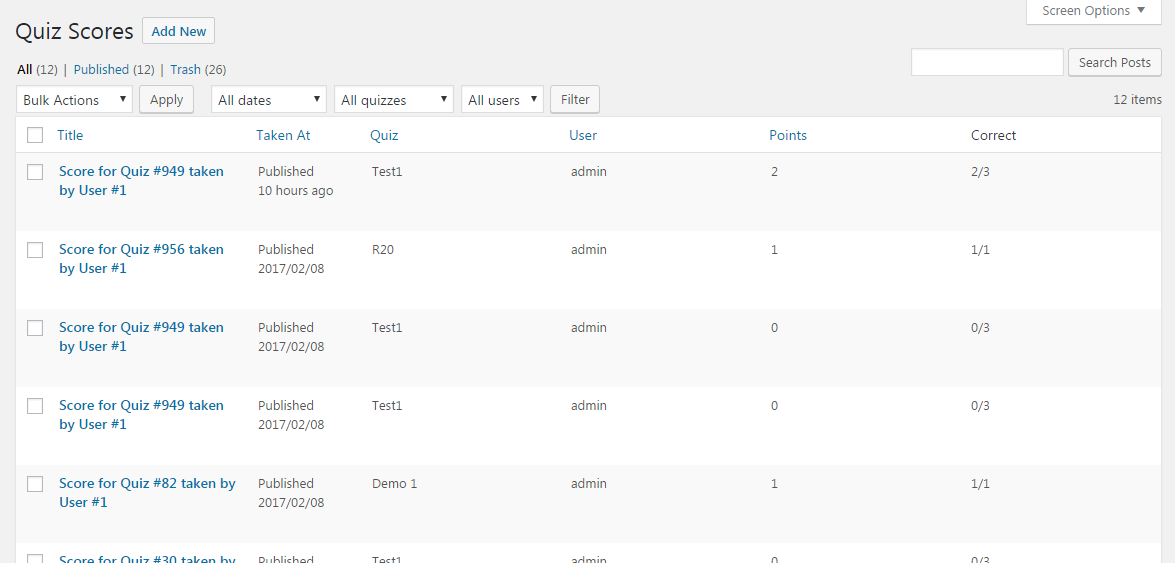 Screen Options
Quiz Scores Add New
All (12) | Published (12) | Trash (26)
Search Posts
Bulk Actions Apply All dates All quizzes All users Filter 12 items
Title Taken At Quiz User Points Correct
Score for Quiz #949 taken Published Test1 admin 2 2/3
by User #1 10 hours ago
Score for Quiz #956 taken Published R20 admin 1 1/1
by User #1 2017/02/08
Score for Quiz #949 taken Published Test1 admin 0 0/3
by User #1 2017/02/08
Score for Quiz #949 taken Published Test1 admin 0 0/3
by User #1 2017/02/08
Score for Quiz #82 taken by Published Demo 1 admin 1 1/1
User #1 2017/02/08
Score for Quiz #30 taken by Published Test1 admin 0 0/3